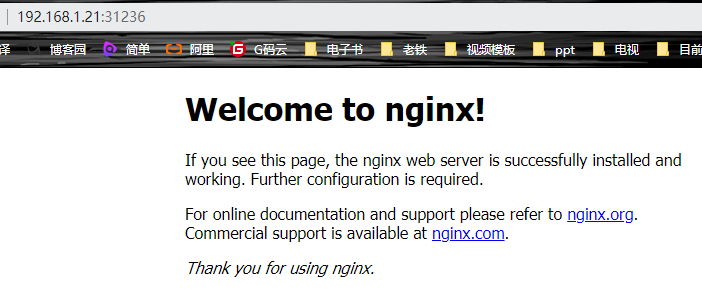 192.168.1.21:31236
译 博客园 简单 阿里 G G码云 电子书 老铁 视频模板 ppt 电视 目前
Welcome to nginx!
If you see this page, the nginx web server is successfully installed and
working. Further configuration is required.
For online documentation and support please refer to nginx.org.
Commercial support is available at nginx.com.
Thank you for using nginx.